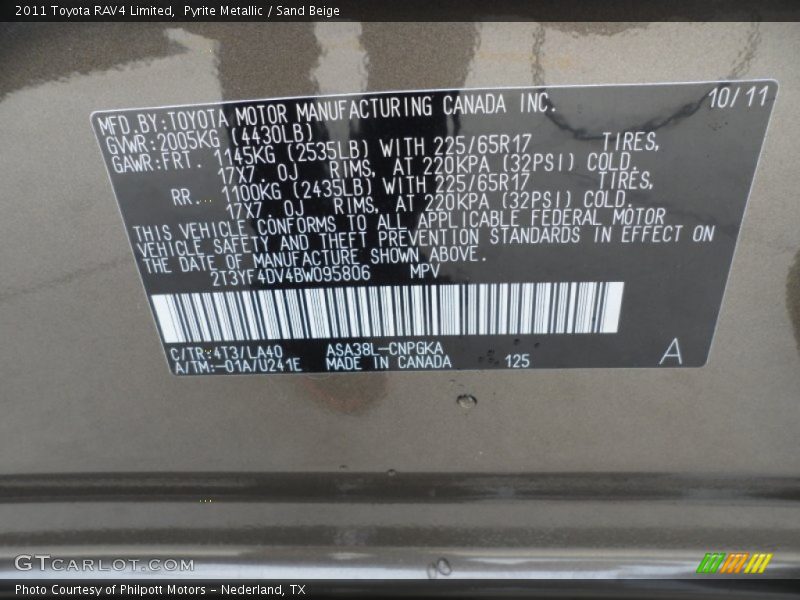 2011 Toyota RAV4 Limited, Pyrite Metallic / Sand Beige
MFD.BY:TOYOTA MOTOR MANUFACTURING CANADA INC. 10/11
GVWR:2005KG (4430LB)
GAWR:FRT. 1145KG (2535LB) WITH 225/65R17 TIRES,
17X7.0J RIMS, AT 220KPA (32PSI) COLD.
RR. 1100KG (2435LB) WITH 225/65R17 TIRES,
17X7.0J RIMS, AT 220KPA (32PSI) COLD.
THIS VEHICLE CONFORMS TO ALL APPLICABLE FEDERAL MOTOR
VEHICLE SAFETY AND THEFT PREVENTION STANDARDS IN EFFECT ON
THE DATE OF MANUFACTURE SHOWN ABOVE.
2T3YF4DV4BW095806 MPV
C/TR:4T3/LA40 ASA38L-CNPGKA
A/TM:-01A/U241E MADE IN CANADA 125 A
GTCARLOT.COM
Photo Courtesy of Philpott Motors - Nederland, TX